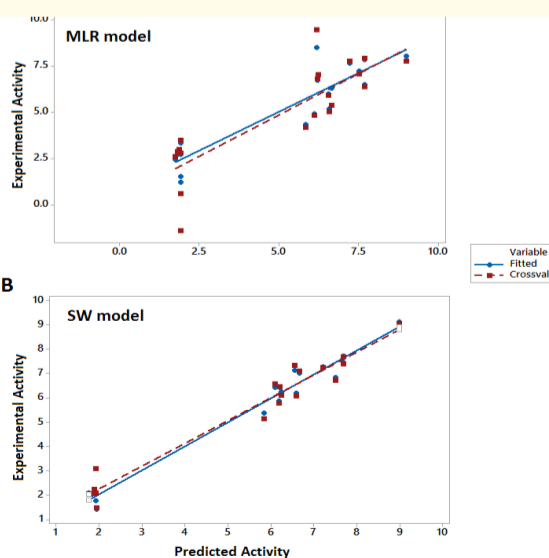 10.0
MLR model
7.5
5.0
2.5
0.0
Experimental Activity
0.0 2.5 5.0 7.5 10.0
Variable
Fitted
Crossval
B
10
SW model
9
8
7
6
5
4
3
2
1
Experimental Activity
1 2 3 4 5 6 7 8 9 10
Predicted Activity